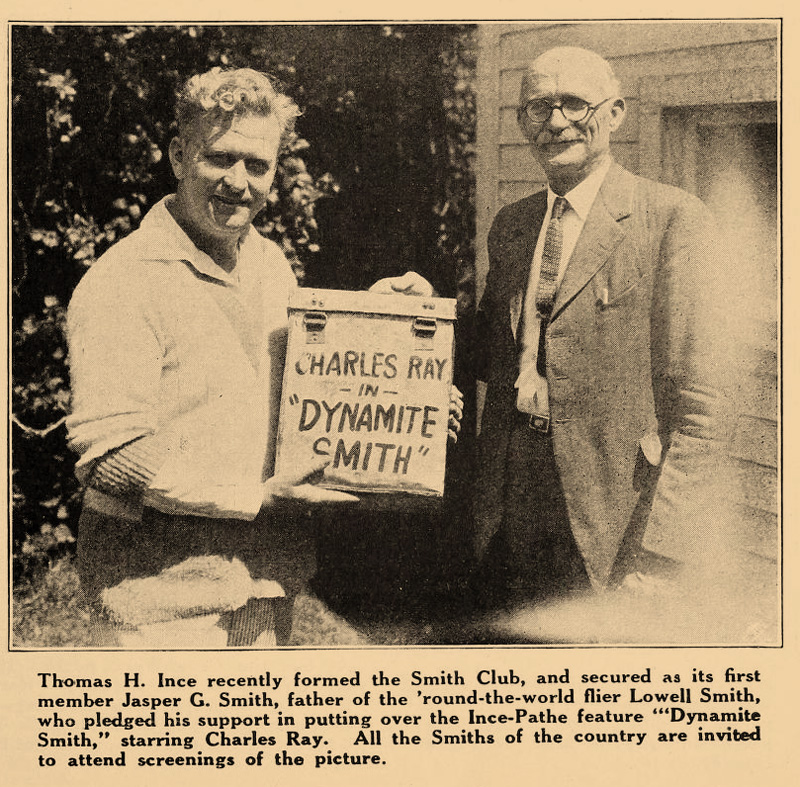 CHARLES RAY
– IN –
"DYNAMITE
SMITH"
Thomas H. Ince recently formed the Smith Club, and secured as its first
member Jasper G. Smith, father of the 'round-the-world flier Lowell Smith,
who pledged his support in putting over the Ince-Pathe feature "'Dynamite
Smith," starring Charles Ray. All the Smiths of the country are invited
to attend screenings of the picture.